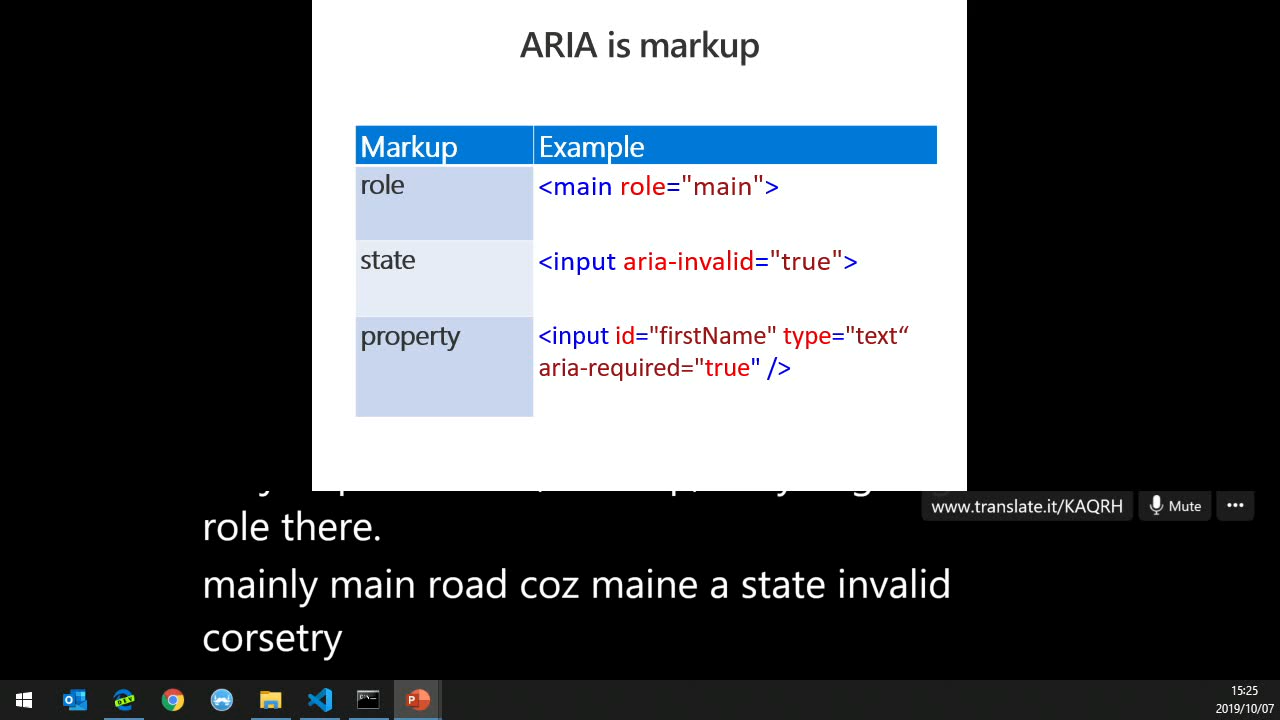 ARIA is markup
Markup Example
role <main role="main">
state <input aria-invalid="true">
property <input id="firstName" type="text“
aria-required="true" />
www.translate.it/KAQRH Mute
role there.
mainly main road coz maine a state invalid
corsetry
15:25
2019/10/07